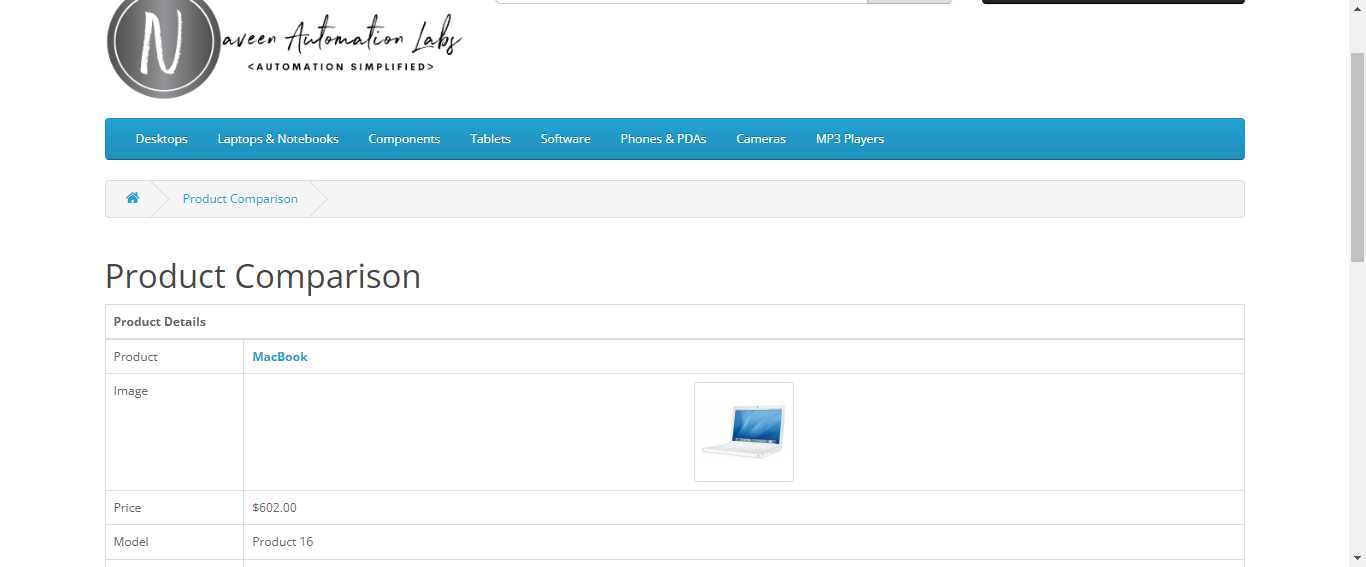 N
aveen Automation Labs
<AUTOMATION SIMPLIFIED>
Desktops Laptops & Notebooks Components Tablets Software Phones & PDAs Cameras MP3 Players
Product Comparison
Product Comparison
Product Details
Product MacBook
Image
Price $602.00
Model Product 16